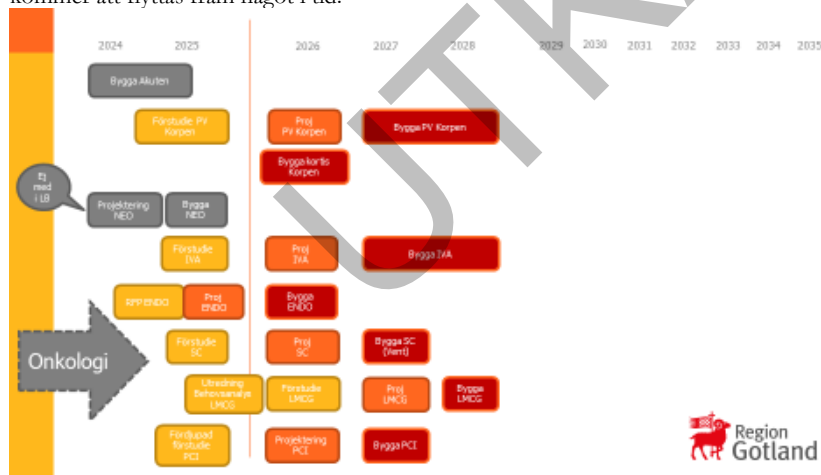 kommer att flyttas fram något i tid.
2024 2025 2026 2027 2028 2029 2030 2031 2032 2033 2034 2035
Bygga Akuten
Förstudie PV
Korpen
Proj
PV Korpen
Bygga PV Korpen
Bygga kortis
Korpen
Ej
med
i LB
Projektering
NEO
Bygga
NEO
Förstudie
IVA
Proj
IVA
Bygga IVA
RPP ENDO
Proj
ENDO
Bygga
ENDO
Förstudie
SC
Proj
SC
Bygga SC
(Vent)
Onkologi
Utredning
Behovsanalys
LMCG
Förstudie
LMCG
Proj
LMCG
Bygga
LMCG
Fördjupad
förstudie
PCI
Projektering
PCI
Bygga PCI
UTKA
Region
Gotland